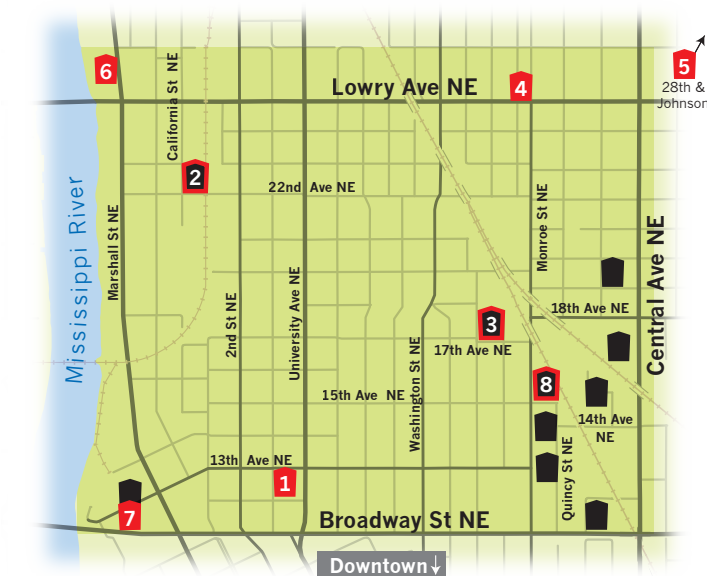 6
California St  NE
Lowry Ave NE
4
5
28th &
Johnson
2
22nd  Ave NE
Mississippi River
Marshall St NE
Monroe St NE
Central Ave NE
2nd St NE
University Ave NE
18th Ave NE
3
17th Ave NE
Washington St NE
15th Ave  NE
8
14th Ave
NE
13th  Ave NE
1
Quincy St NE
7
Broadway St NE
Downtown↓